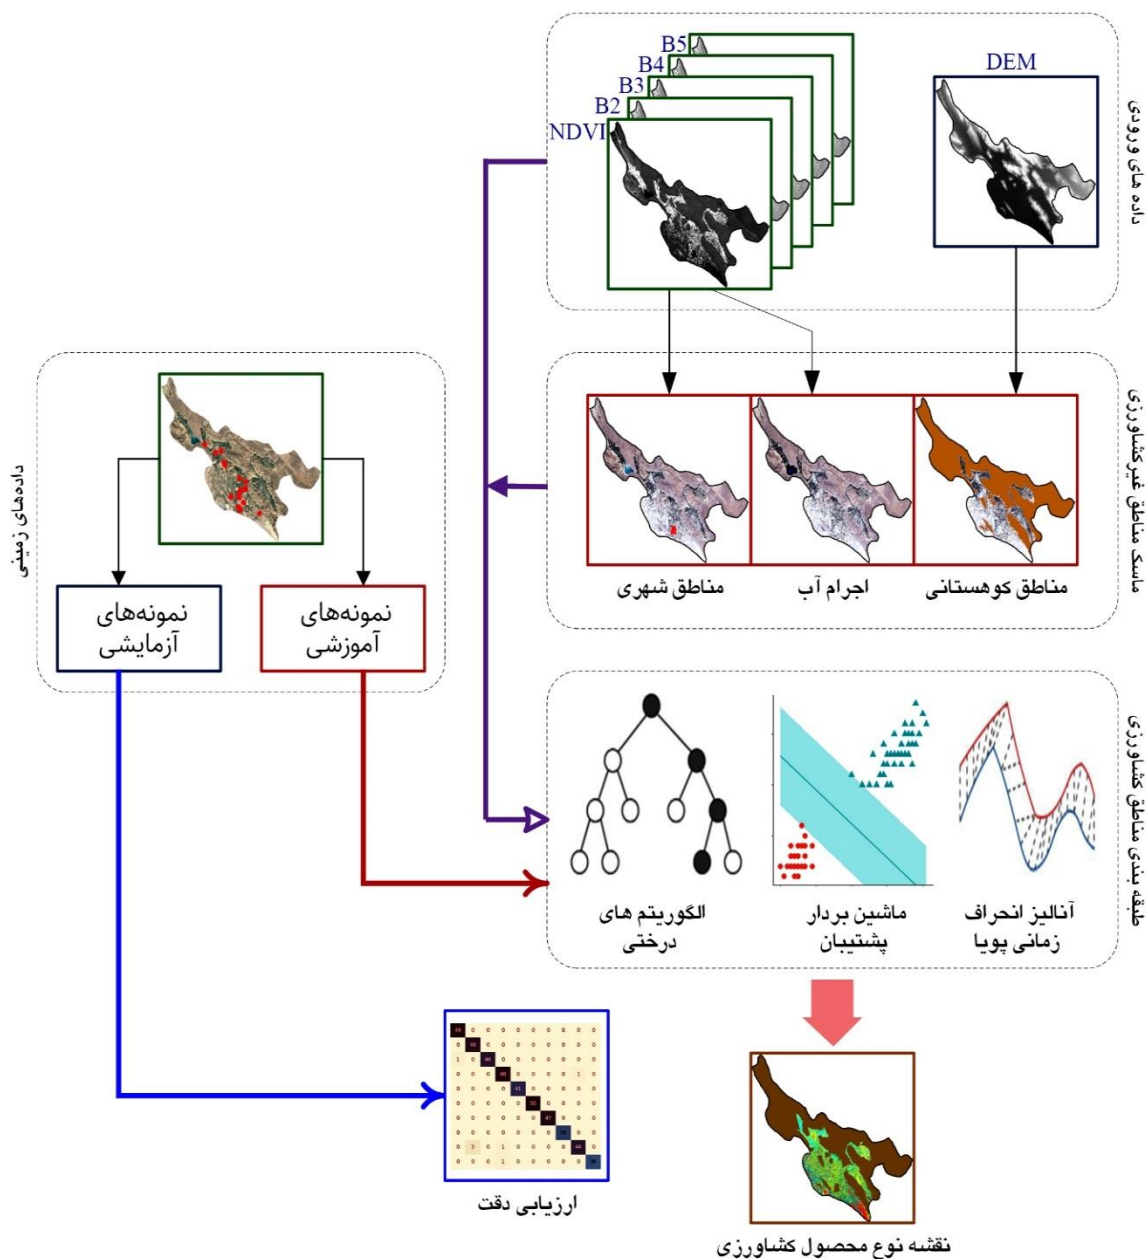 B5
B4
B3
B2
NDVI
DEM
داده های ورودی
ماسک مناطق غیرکشاورزی
مناطق کوهستانی
اجرام آب
مناطق شهری
داده‌های زمینی
نمونه‌های
آموزشی
نمونه‌های
آزمایشی
طبقه بندی مناطق کشاورزی
آنالیز انحراف
زمانی پویا
ماشین بردار
پشتیبان
الگوریتم های
درختی
ارزیابی دقت
نقشه نوع محصول کشاورزی